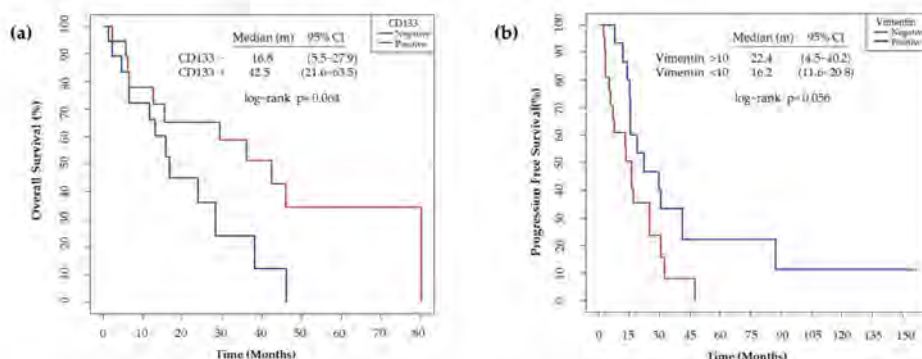 (a)
CD133
Negative
Positive
Median (m) 95% CI
CD133 - 16.8 (5.5-27.9)
CD133 + 42.5 (21.6-63.5)
log-rank p=0.061
Overall Survival (%)
100
90
80
70
60
50
40
30
20
10
0
0 10 20 30 40 50 60 70 80
Time (Months)
(b)
Vimentin
Negative
Positive
Median (m) 95% CI
Vimentin >10 22.4 (4.5-40.2)
Vimentin <10 16.2 (11.6-20.8)
log-rank p=0.056
Progression Free Survival(%)
100
90
80
70
60
50
40
30
20
10
0
0 15 30 45 60 75 90 105 120 135 150
Time (Months)